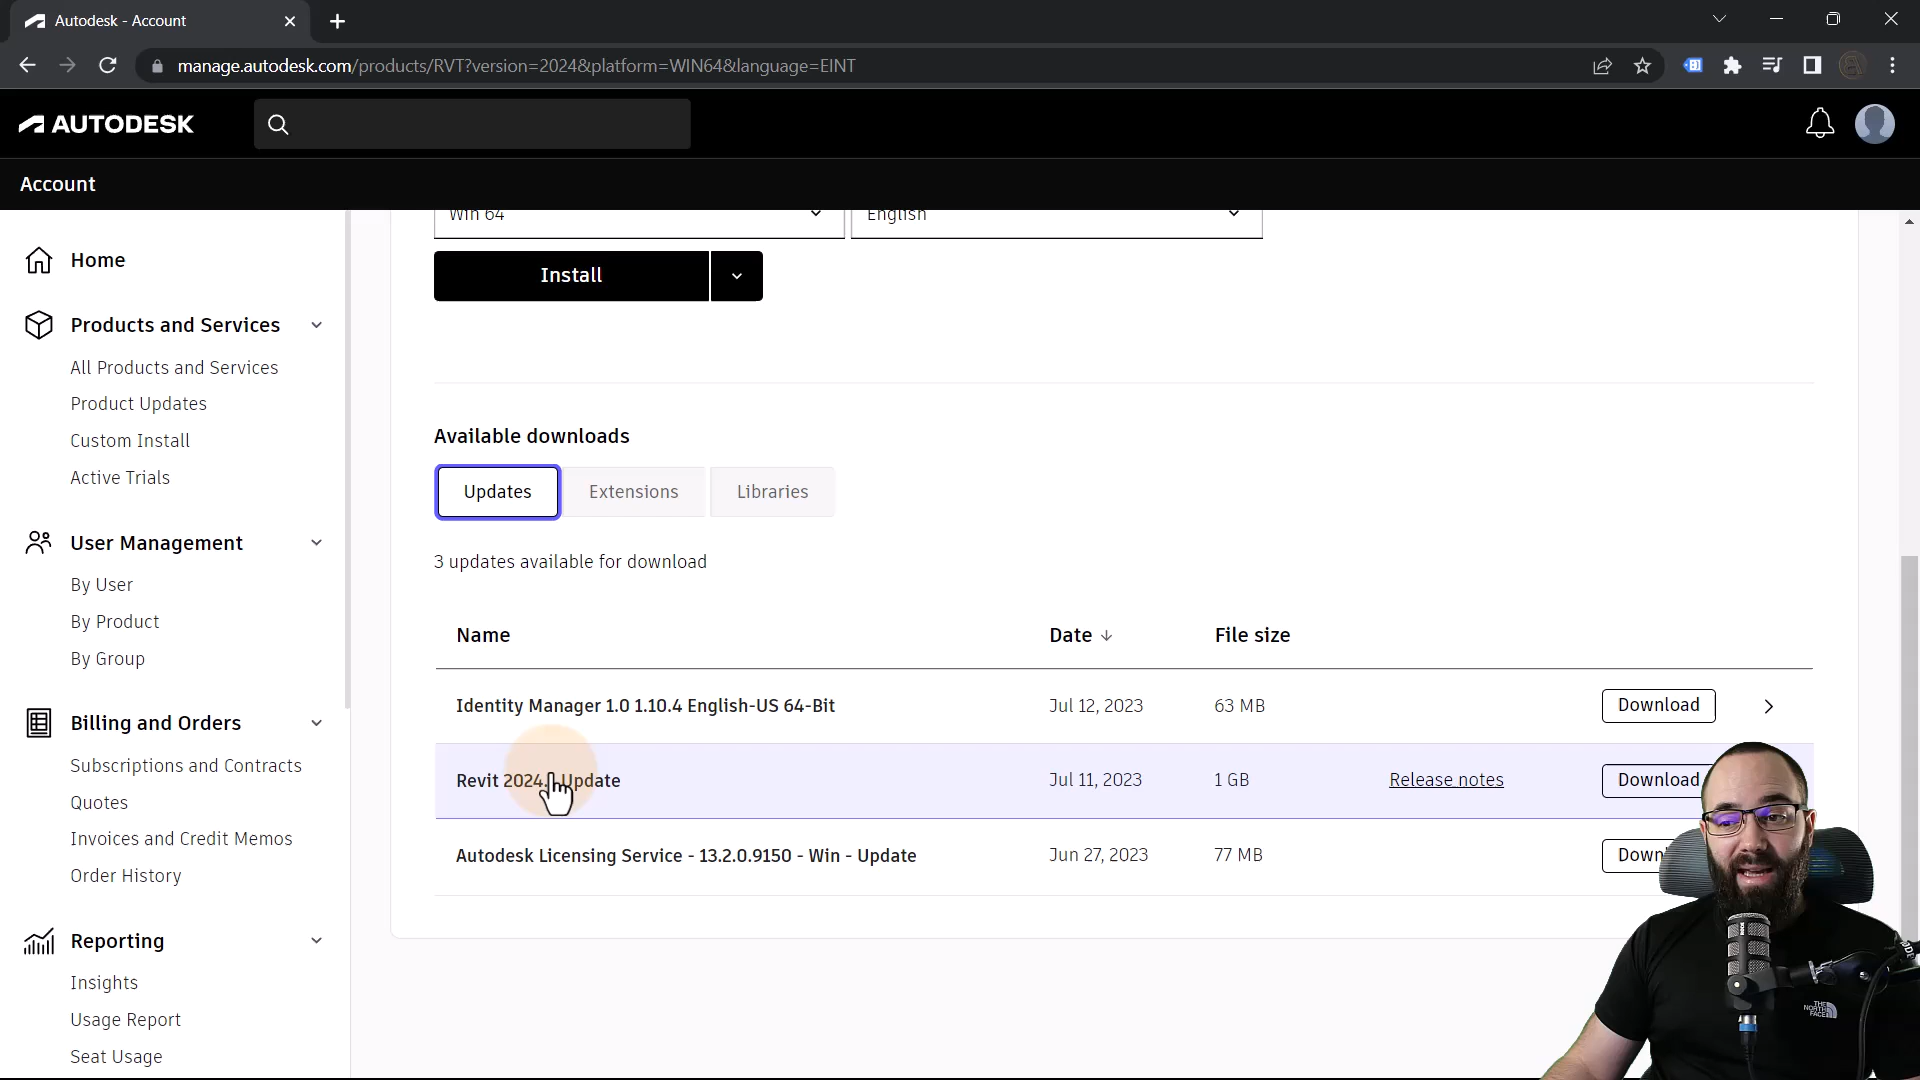 Autodesk - Account
manage.autodesk.com/products/RVT?version=2024&platform=WIN64&language=EINT
AUTODESK
Account
Win 64
English
Install
Home
Products and Services
All Products and Services
Product Updates
Custom Install
Active Trials
User Management
By User
By Product
By Group
Billing and Orders
Subscriptions and Contracts
Quotes
Invoices and Credit Memos
Order History
Reporting
Insights
Usage Report
Seat Usage
Available downloads
Updates Extensions Libraries
3 updates available for download
Name Date File size
Identity Manager 1.0 1.10.4 English-US 64-Bit Jul 12, 2023 63 MB Download
Revit Update Jul 11, 2023 1 GB Release notes Download
Autodesk Licensing Service - 13.2.0.9150 - Win - Update Jun 27, 2023 77 MB
THE
NORTH
FACE